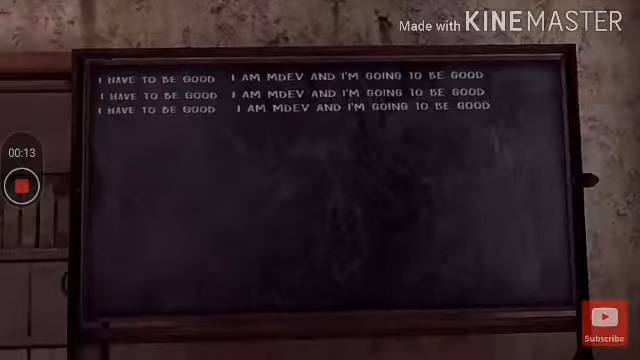 Made with KINEMASTER
I HAVE TO BE GOOD I AM MDEV AND I'M GOING TO BE GOOD
I HAVE TO BE GOOD I AM MDEV AND I'M GOING TO BE GOOD
I HAVE TO BE GOOD I AM MDEV AND I'M GOING TO BE GOOD
00:13
Subscribe